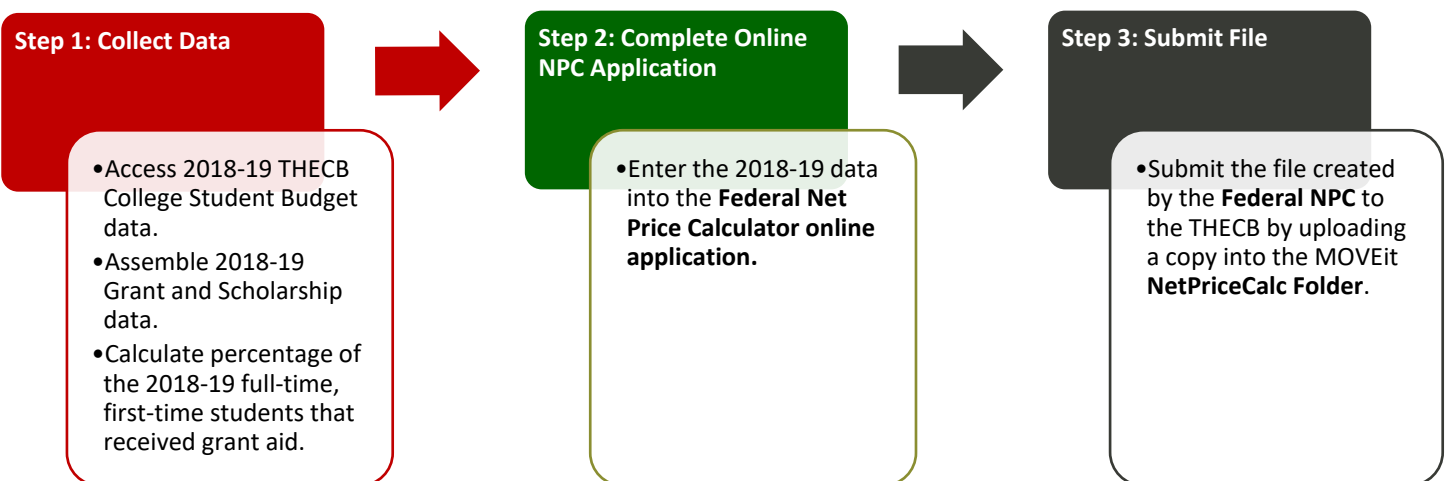 Step 1: Collect Data
•Access 2018-19 THECB
College Student Budget
data.
•Assemble 2018-19
Grant and Scholarship
data.
•Calculate percentage of
the 2018-19 full-time,
first-time students that
received grant aid.
Step 2: Complete Online
NPC Application
•Enter the 2018-19 data
into the Federal Net
Price Calculator online
application.
Step 3: Submit File
•Submit the file created
by the Federal NPC to
the THECB by uploading
a copy into the MOVEit
NetPriceCalc Folder.